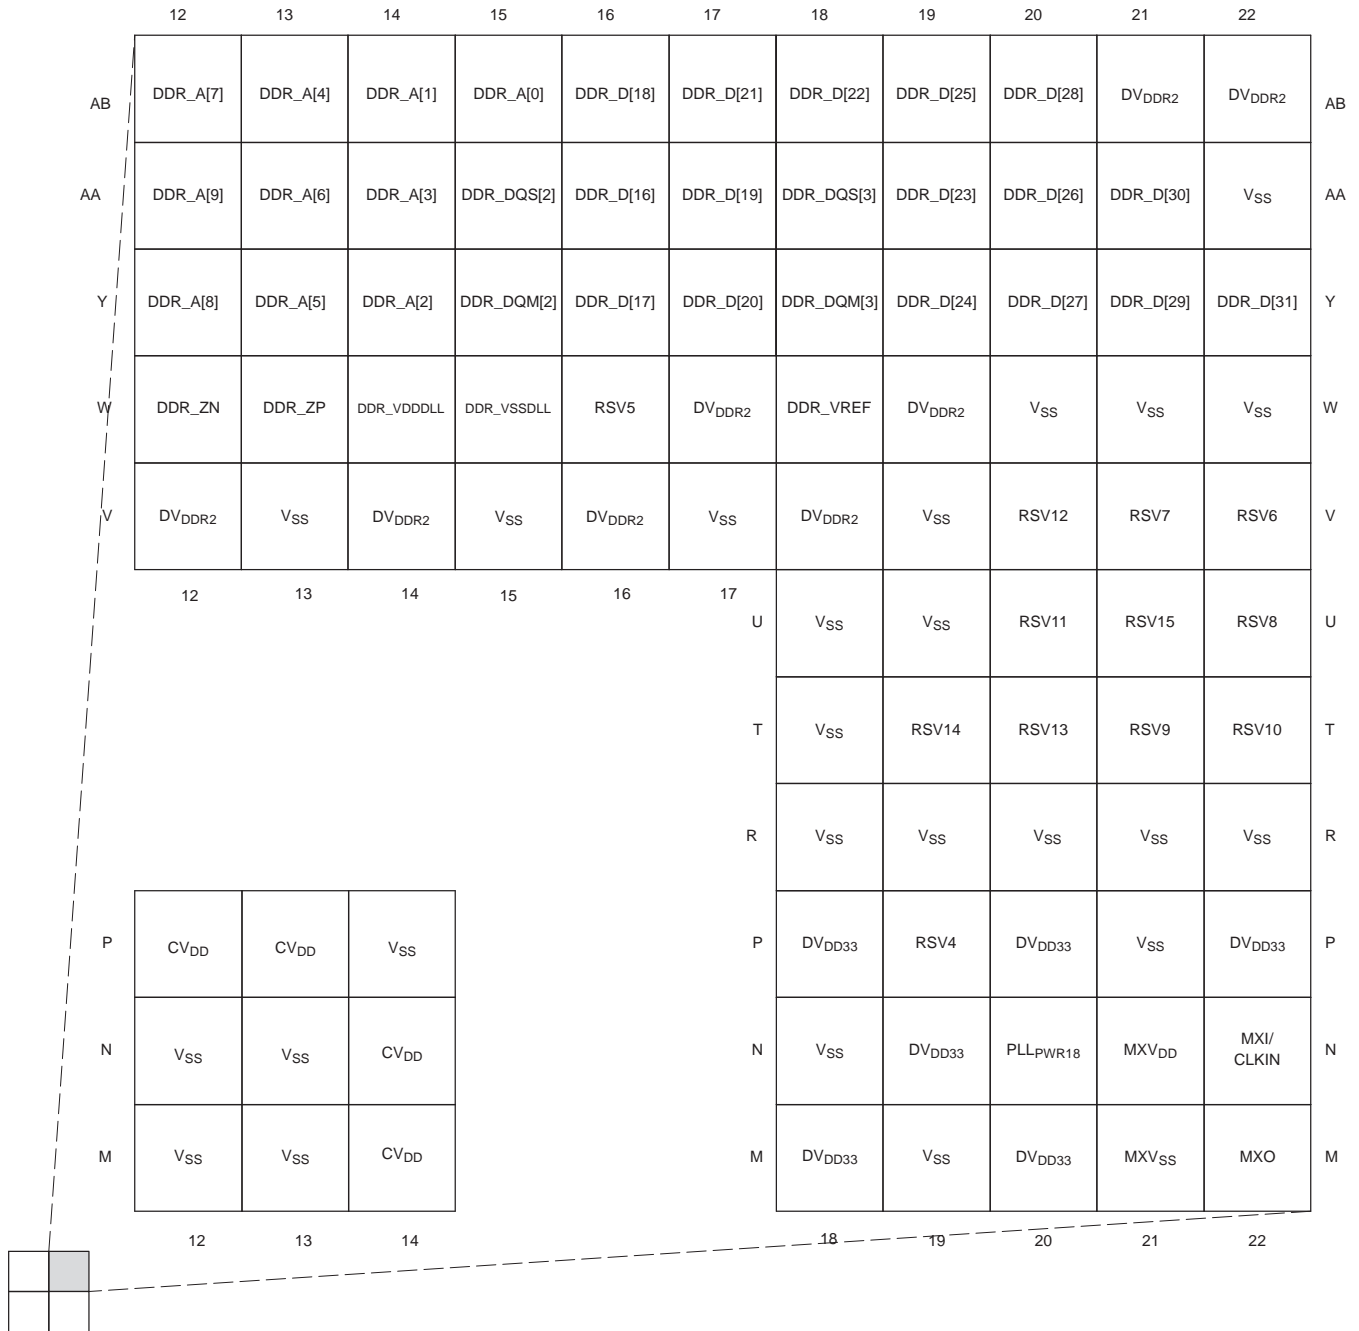 12 13 14 15 16 17 18 19 20 21 22
AB DDR_A[7] DDR_A[4] DDR_A[1] DDR_A[0] DDR_D[18] DDR_D[21] DDR_D[22] DDR_D[25] DDR_D[28] DVDDR2 DVDDR2 AB
AA DDR_A[9] DDR_A[6] DDR_A[3] DDR_DQS[2] DDR_D[16] DDR_D[19] DDR_DQS[3] DDR_D[23] DDR_D[26] DDR_D[30] VSS AA
Y DDR_A[8] DDR_A[5] DDR_A[2] DDR_DQM[2] DDR_D[17] DDR_D[20] DDR_DQM[3] DDR_D[24] DDR_D[27] DDR_D[29] DDR_D[31] Y
W DDR_ZN DDR_ZP DDR_VDDDLL DDR_VSSDLL RSV5 DVDDR2 DDR_VREF DVDDR2 VSS VSS VSS W
V DVDDR2 VSS DVDDR2 VSS DVDDR2 VSS DVDDR2 VSS RSV12 RSV7 RSV6 V
12 13 14 15 16 17
U VSS VSS RSV11 RSV15 RSV8 U
T VSS RSV14 RSV13 RSV9 RSV10 T
R VSS VSS VSS VSS VSS R
P CVDD CVDD VSS P DVDD33 RSV4 DVDD33 VSS DVDD33 P
N VSS VSS CVDD N VSS DVDD33 PLLPWR18 MXVDD MXI/
CLKIN N
M VSS VSS CVDD M DVDD33 VSS DVDD33 MXVSS MXO M
12 13 14 18 19 20 21 22